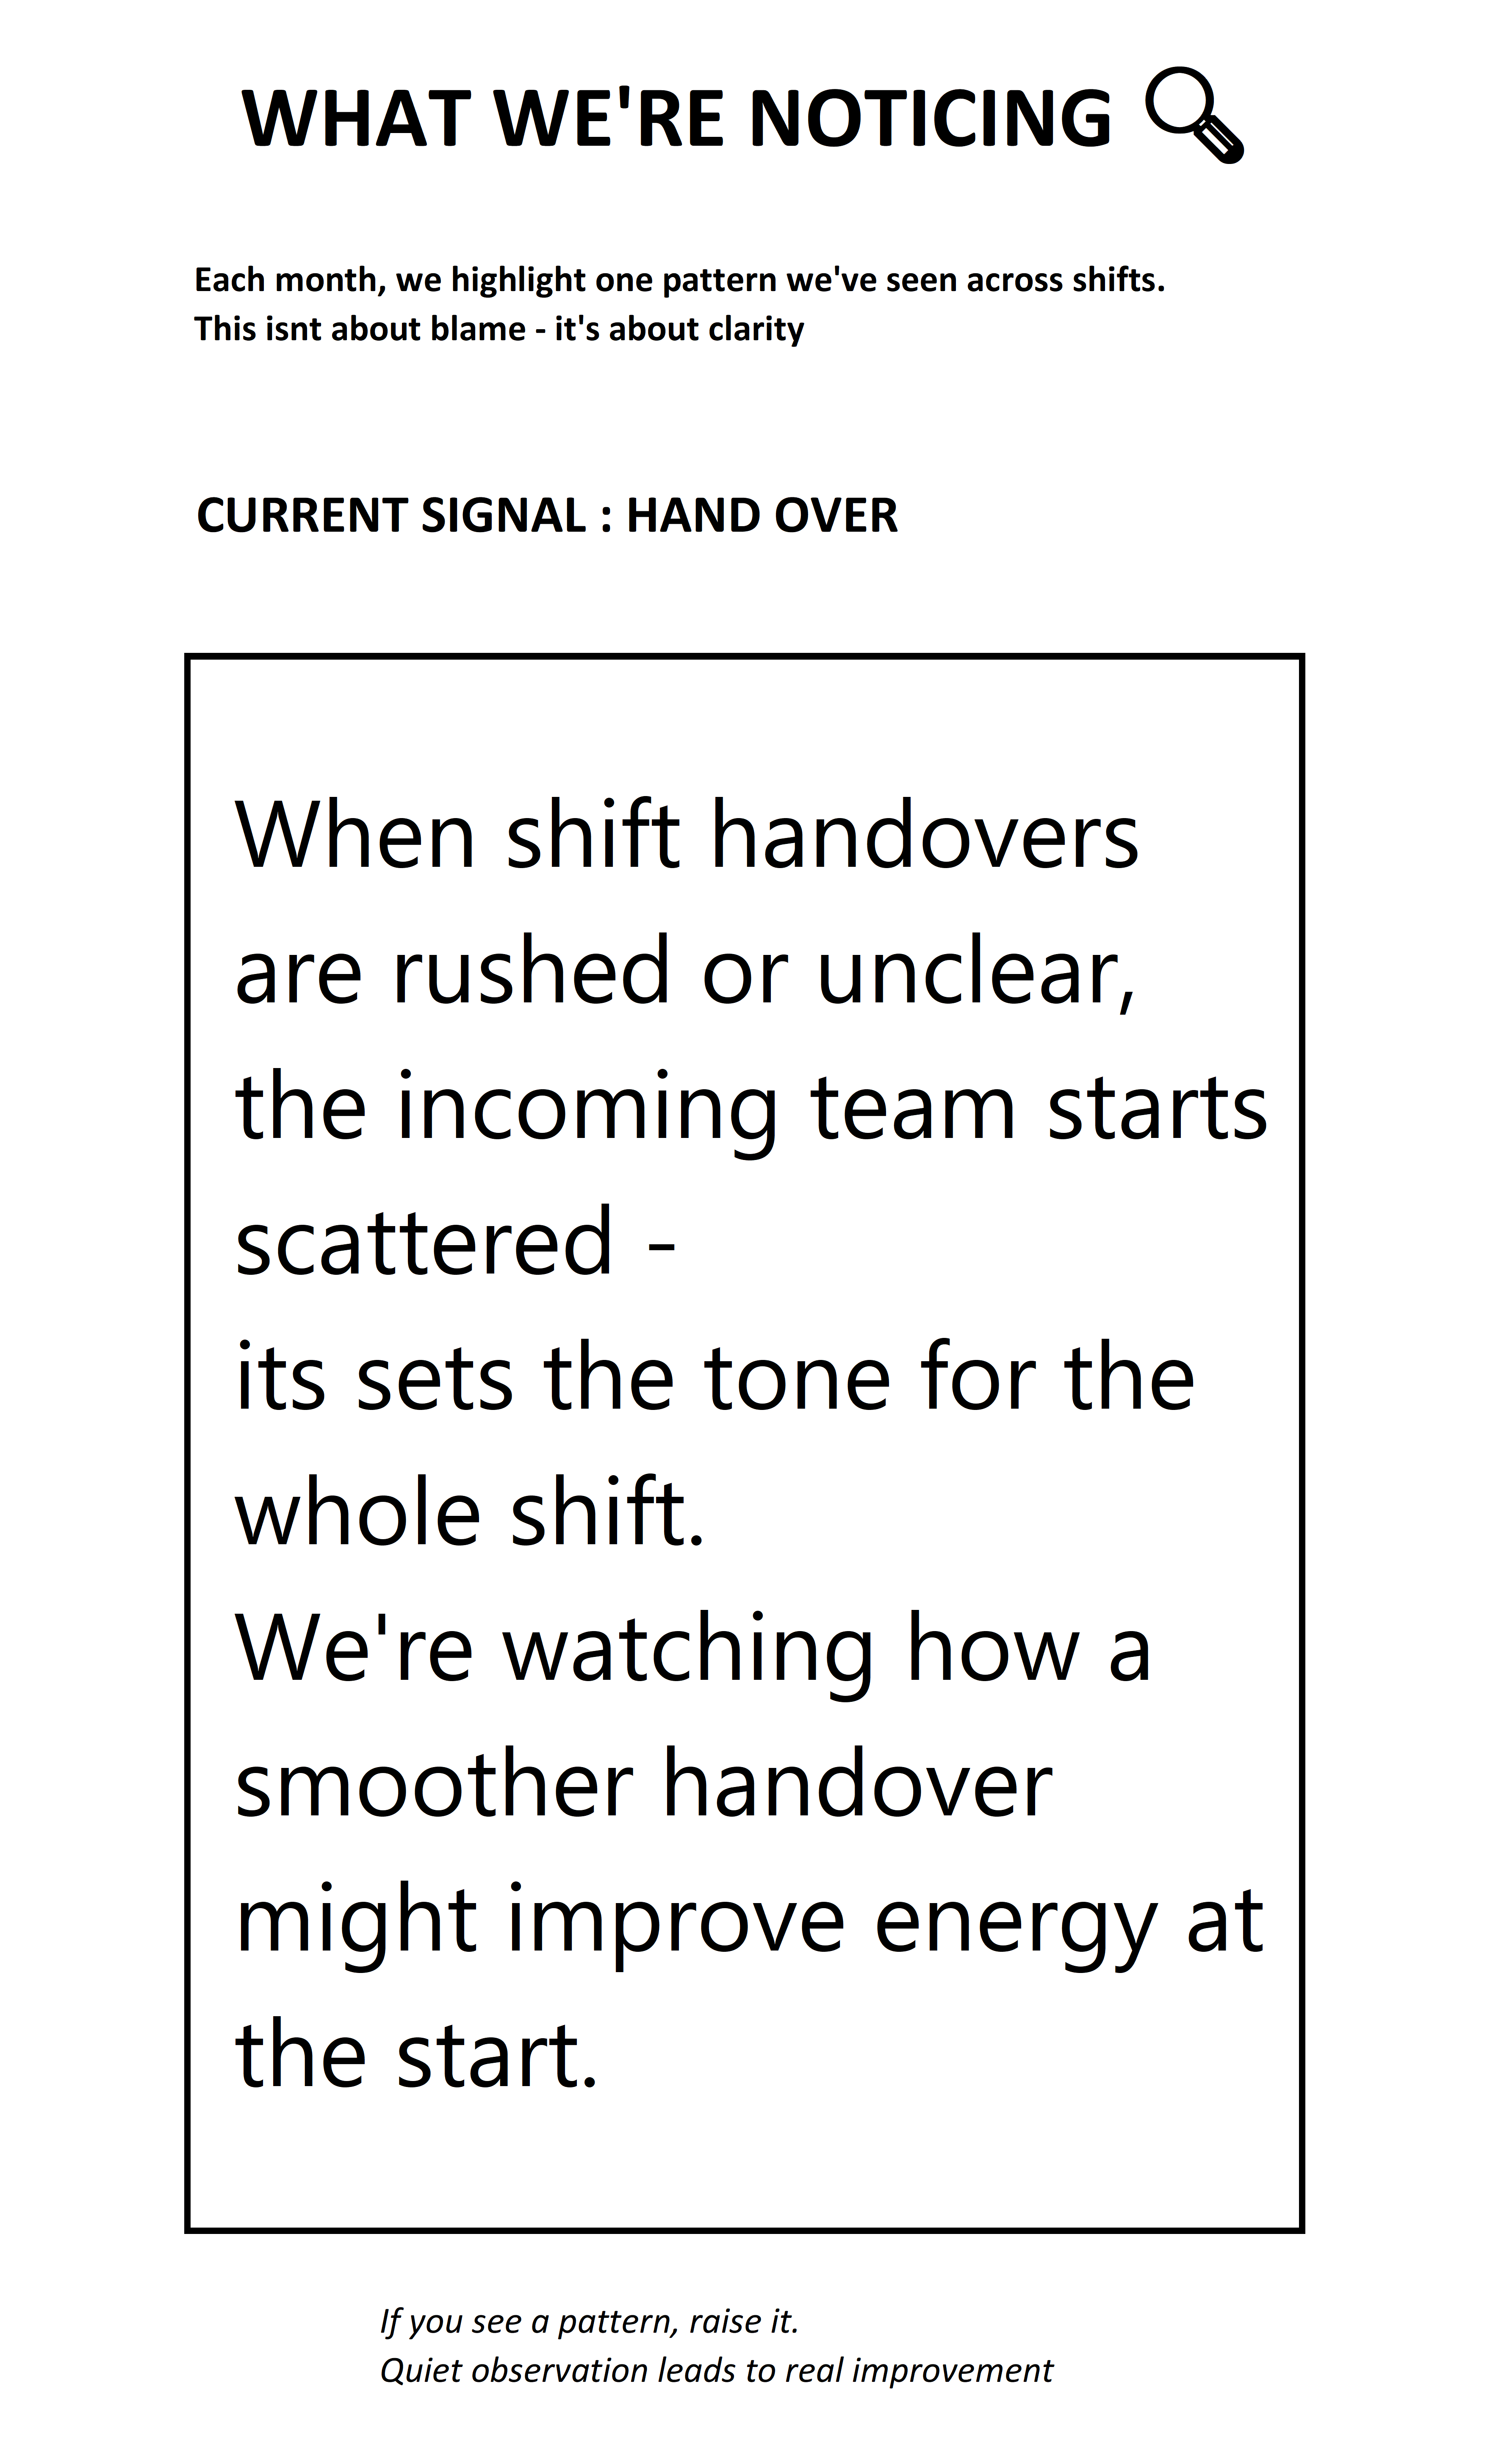 WHAT WE'RE NOTICING
Each month, we highlight one pattern we've seen across shifts.
This isnt about blame - it's about clarity
CURRENT SIGNAL : HAND OVER
When shift handovers
are rushed or unclear,
the incoming team starts
scattered -
its sets the tone for the
whole shift.
We're watching how a
smoother handover
might improve energy at
the start.
If you see a pattern, raise it.
Quiet observation leads to real improvement